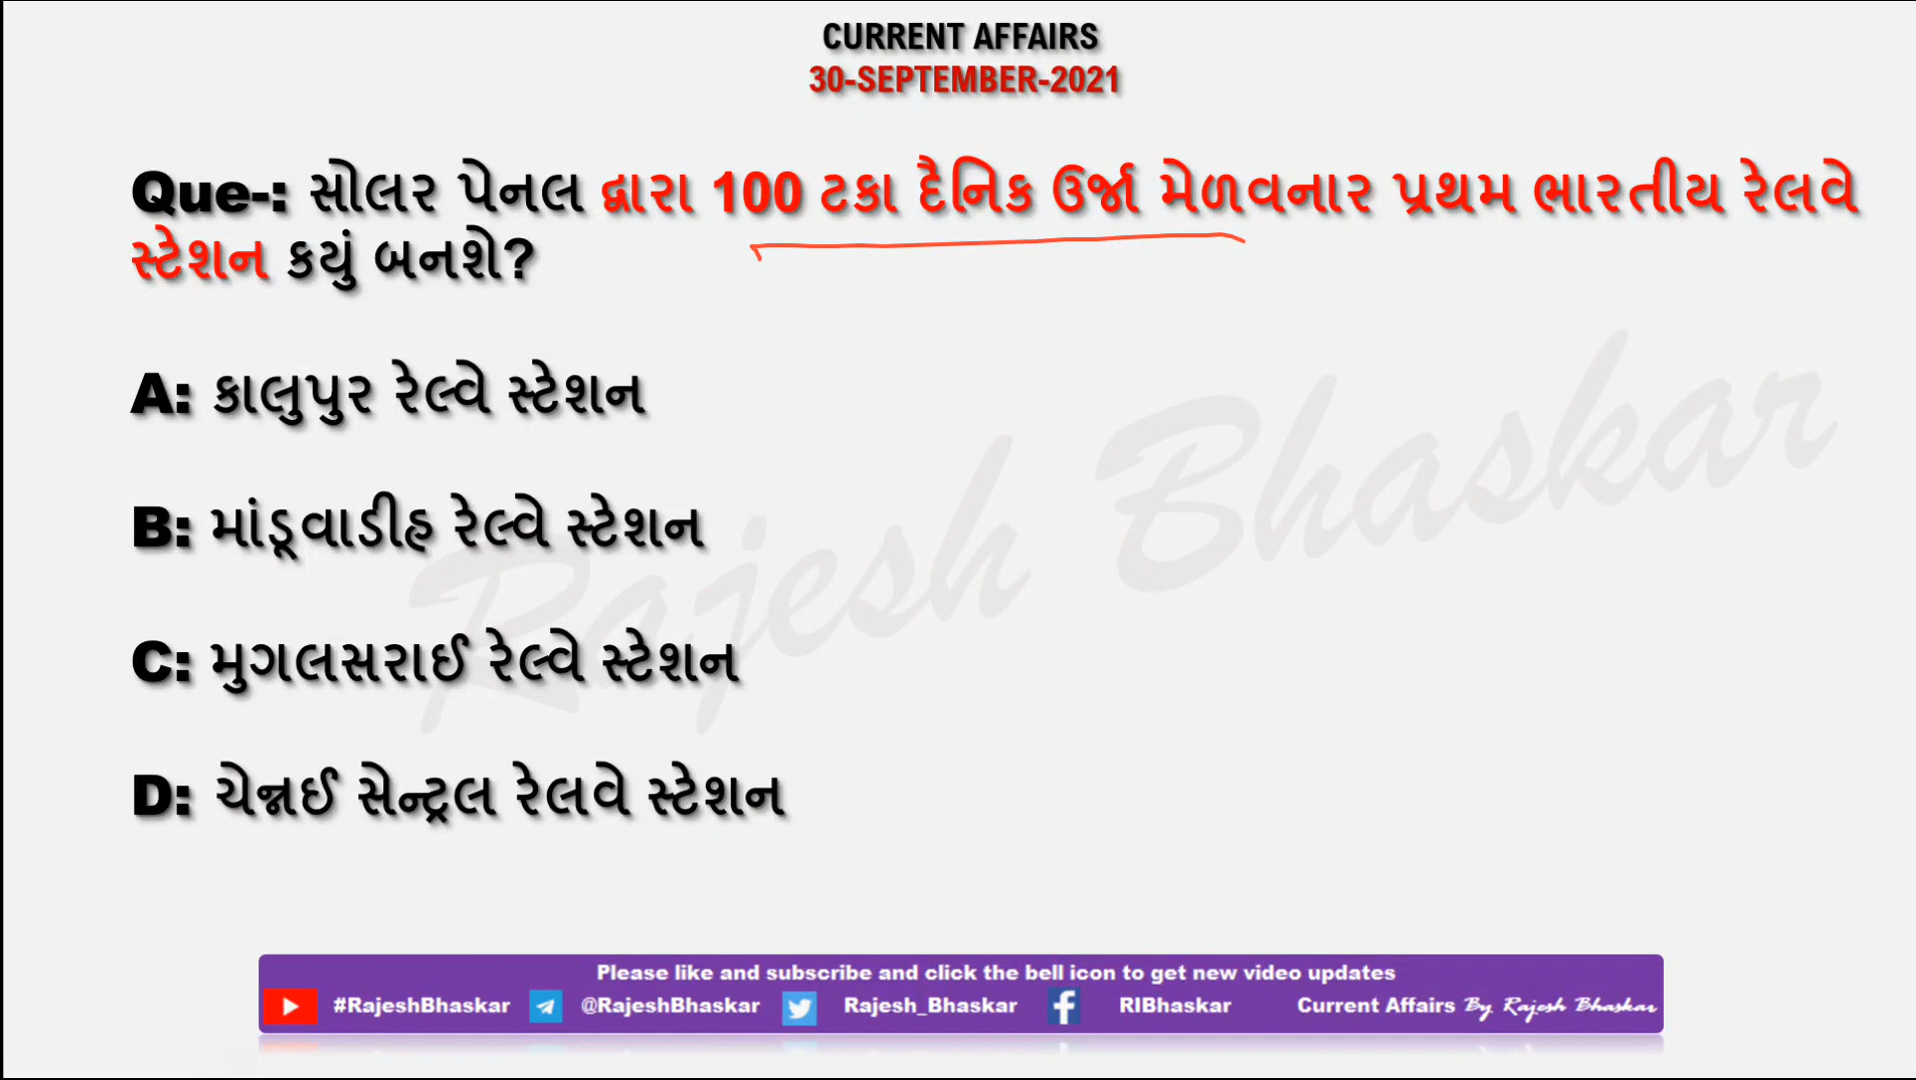 CURRENT AFFAIRS
30-SEPTEMBER-2021
Que-: સોલર પેનલ દ્વારા 100 ટકા દૈનિક ઉર્જા મેળવનાર પ્રથમ ભારતીય રેલવે
સ્ટેશન કયું બનશે?
A: કાલુપુર રેલ્વે સ્ટેશન
B: માંડૂવાડીહ રેલ્વે સ્ટેશન
C: મુગલસરાઈ રેલ્વે સ્ટેશન
D: ચેન્નઈ સેન્ટ્રલ રેલવે સ્ટેશન
Rajesh Bhaskar
Please like and subscribe and click the bell icon to get new video updates
#RajeshBhaskar @RajeshBhaskar Rajesh_Bhaskar RIBhaskar Current Affairs By Rajesh Bhaskar